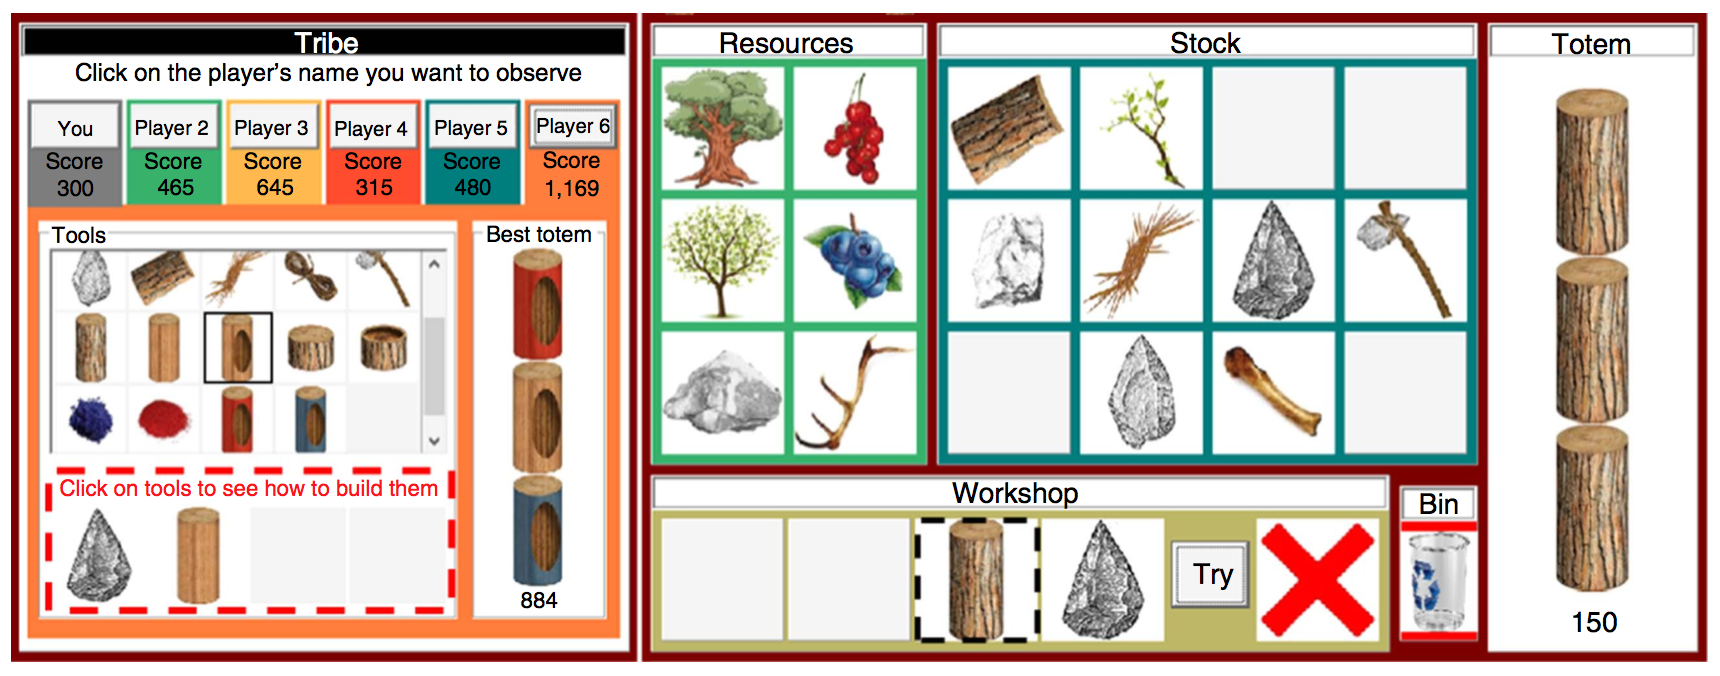 Tribe
Click on the player’s name you want to observe
You
Player 2
Player 3
Player 4
Player 5
Player 6
Score
300
Score
465
Score
645
Score
315
Score
480
Score
1,169
Tools
Best totem
Click on tools to see how to build them
884
Resources
Stock
Totem
Workshop
Try
Bin
150